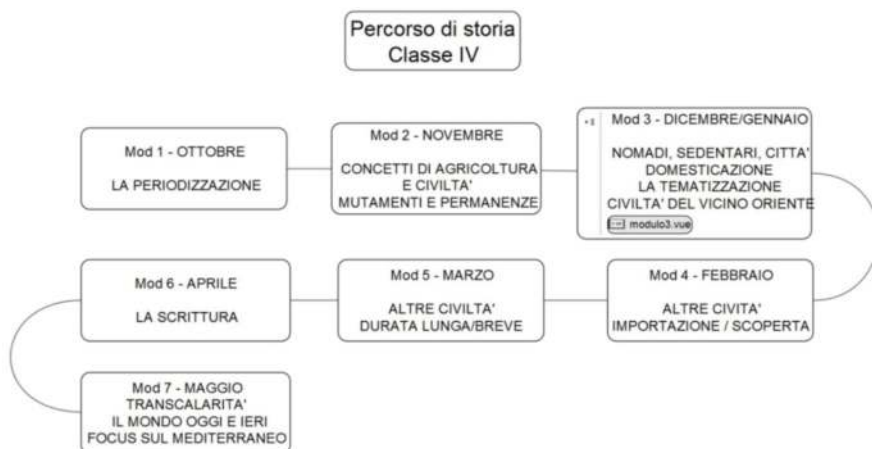 Percorso di storia
Classe IV
Mod 1 - OTTOBRE
LA PERIODIZZAZIONE
Mod 2 - NOVEMBRE
CONCETTI DI AGRICOLTURA
E CIVILTA'
MUTAMENTI E PERMANENZE
Mod 3 - DICEMBRE/GENNAIO
NOMADI, SEDENTARI, CITTA'
DOMESTICAZIONE
LA TEMATIZZAZIONE
CIVILTA' DEL VICINO ORIENTE
modulo3.vue
Mod 4 - FEBBRAIO
ALTRE CIVITA'
IMPORTAZIONE / SCOPERTA
Mod 5 - MARZO
ALTRE CIVILTA'
DURATA LUNGA/BREVE
Mod 6 - APRILE
LA SCRITTURA
Mod 7 - MAGGIO
TRANSCALARITA'
IL MONDO OGGI E IERI
FOCUS SUL MEDITERRANEO